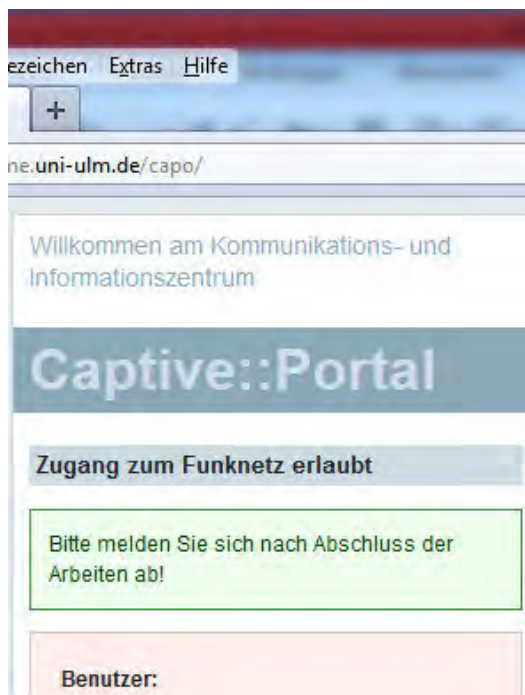 ezeichen Extras Hilfe
+
me.uni-ulm.de/capo/
Willkommen am Kommunikations- und
Informationszentrum
Captive::Portal
Zugang zum Funknetz erlaubt
Bitte melden Sie sich nach Abschluss der
Arbeiten ab!
Benutzer: